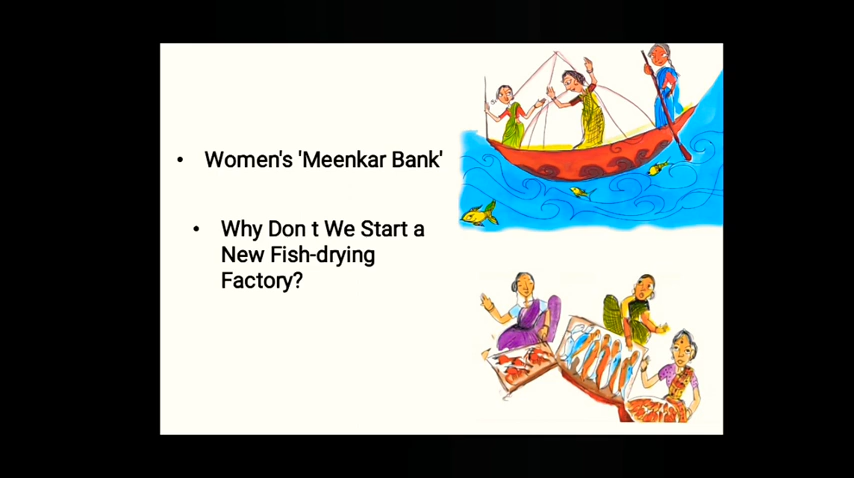 • Women's 'Meenkar Bank'
• Why Don t We Start a
New Fish-drying
Factory?